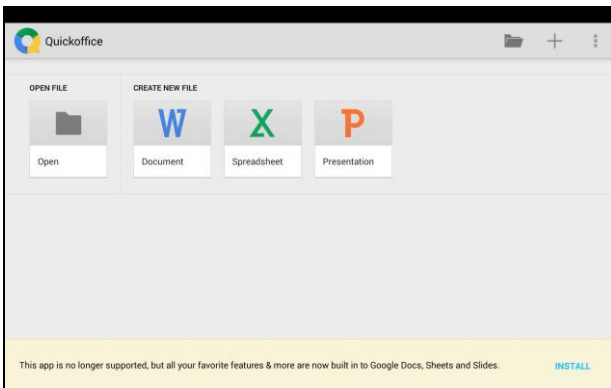 Quickoffice
OPEN FILE
CREATE NEW FILE
W
X
P
Open
Document
Spreadsheet
Presentation
This app is no longer supported, but all your favorite features & more are now built in to Google Docs, Sheets and Slides.
INSTALL